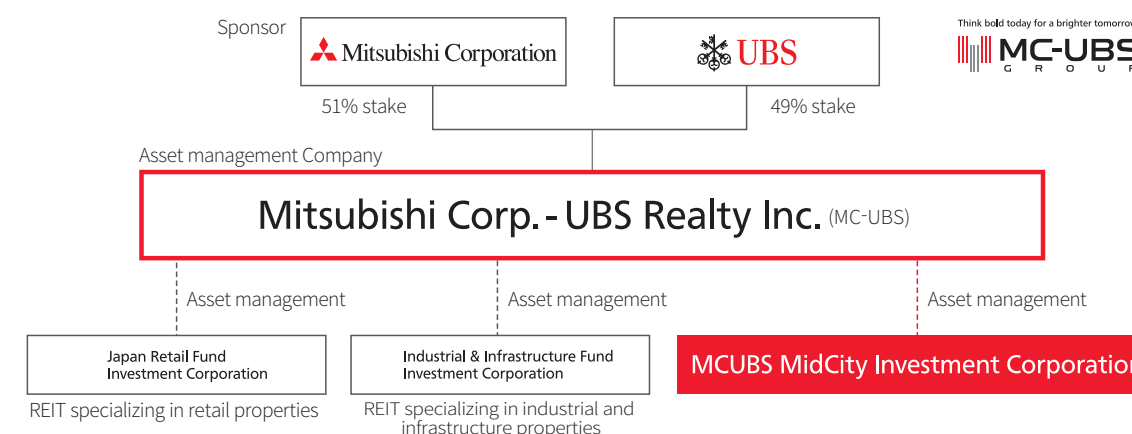 Sponsor
Mitsubishi Corporation
UBS
Think bold today for a brighter tomorrow
MC-UBS
GROUP
51% stake
49% stake
Asset management Company
Mitsubishi Corp. - UBS Realty Inc. (MC-UBS)
Asset management
Asset management
Asset management
Japan Retail Fund
Investment Corporation
Industrial & Infrastructure Fund
Investment Corporation
MCUBS MidCity Investment Corporation
REIT specializing in retail properties
REIT specializing in industrial and
infrastructure properties